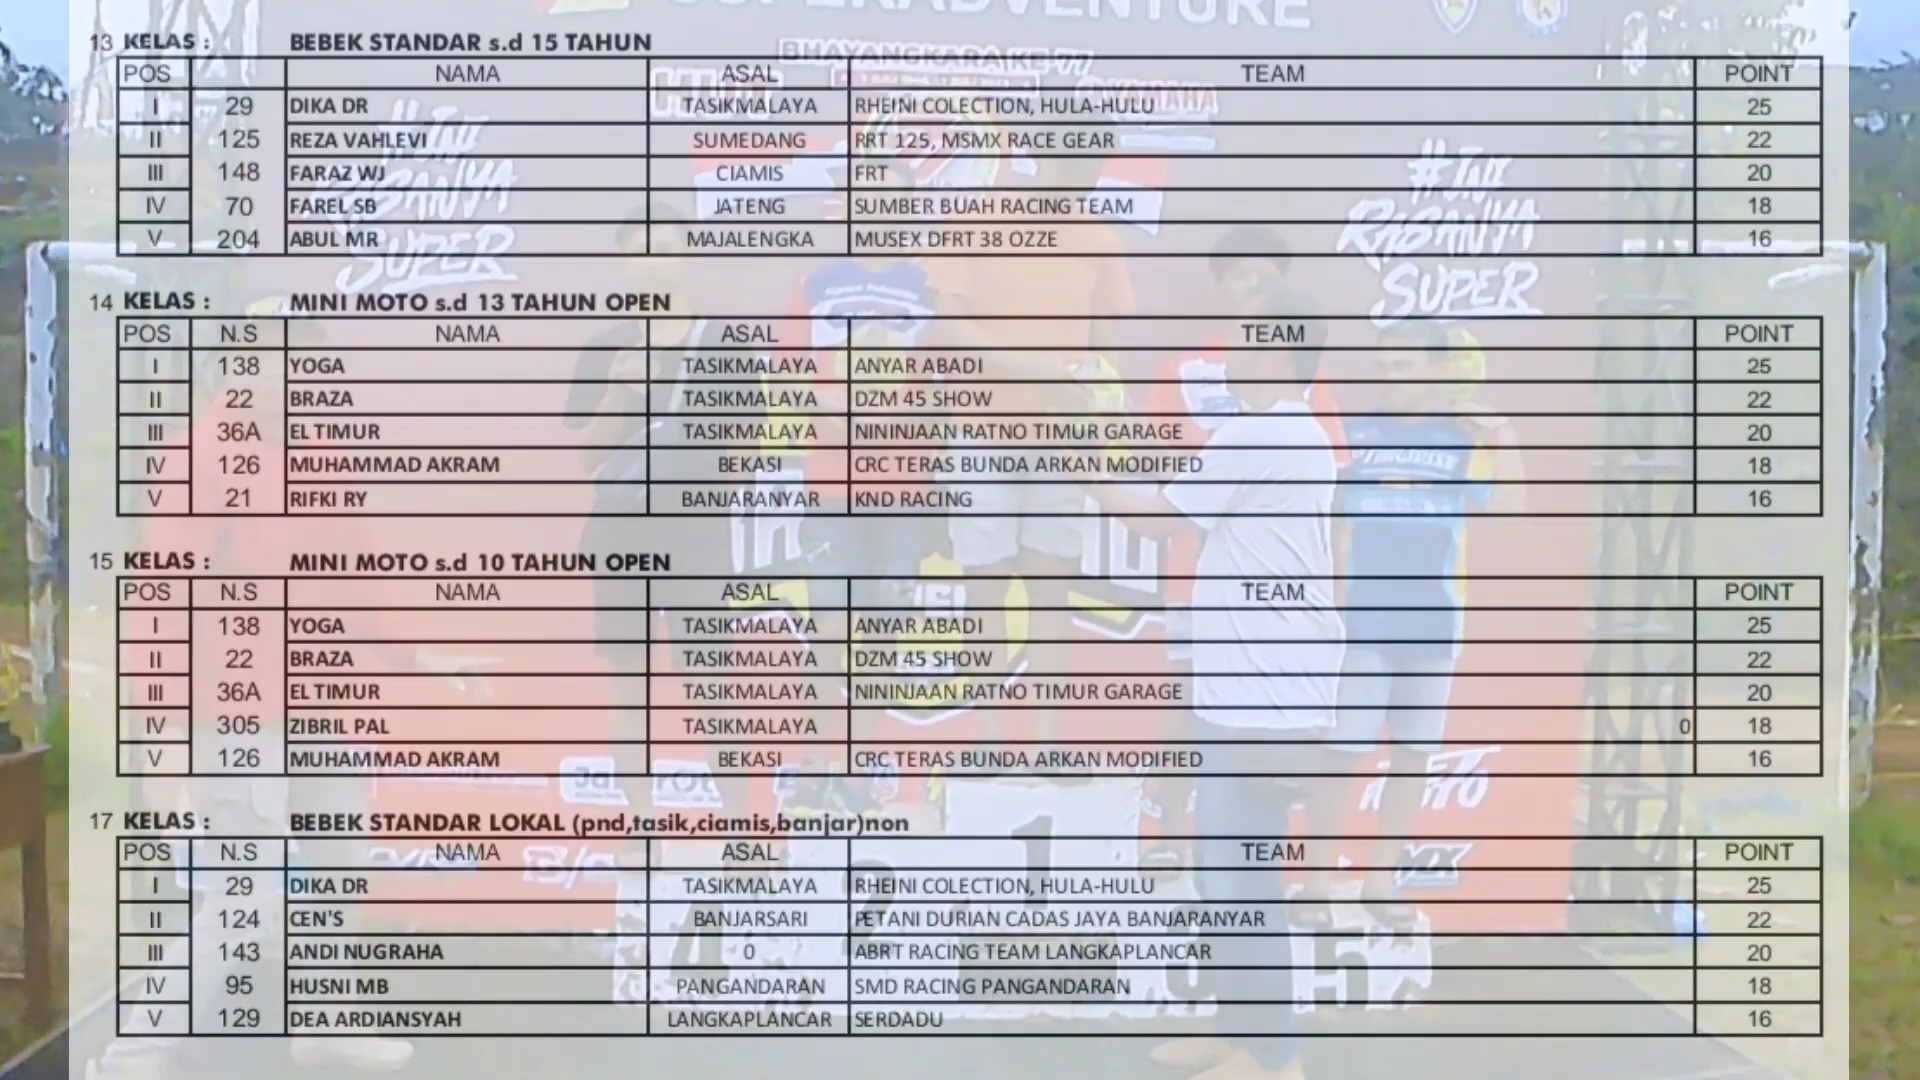 SUPERADVENTURE
BHAYANGKARA KE-77
YAMAHA
#INI RASANYA SUPER
#INI RASANYA SUPER
13 KELAS : BEBEK STANDAR s.d 15 TAHUN
POS NAMA ASAL TEAM POINT
I 29 DIKA DR TASIKMALAYA RHEINI COLECTION, HULA-HULU 25
II 125 REZA VAHLEVI SUMEDANG RRT 125, MSMX RACE GEAR 22
III 148 FARAZ WJ CIAMIS FRT 20
IV 70 FAREL SB JATENG SUMBER BUAH RACING TEAM 18
V 204 ABUL MR MAJALENGKA MUSEX DFRT 38 OZZE 16
14 KELAS : MINI MOTO s.d 13 TAHUN OPEN
POS N.S NAMA ASAL TEAM POINT
I 138 YOGA TASIKMALAYA ANYAR ABADI 25
II 22 BRAZA TASIKMALAYA DZM 45 SHOW 22
III 36A EL TIMUR TASIKMALAYA NININJAAN RATNO TIMUR GARAGE 20
IV 126 MUHAMMAD AKRAM BEKASI CRC TERAS BUNDA ARKAN MODIFIED 18
V 21 RIFKI RY BANJARANYAR KND RACING 16
15 KELAS : MINI MOTO s.d 10 TAHUN OPEN
POS N.S NAMA ASAL TEAM POINT
I 138 YOGA TASIKMALAYA ANYAR ABADI 25
II 22 BRAZA TASIKMALAYA DZM 45 SHOW 22
III 36A EL TIMUR TASIKMALAYA NININJAAN RATNO TIMUR GARAGE 20
IV 305 ZIBRIL PAL TASIKMALAYA 0 18
V 126 MUHAMMAD AKRAM BEKASI CRC TERAS BUNDA ARKAN MODIFIED 16
17 KELAS : BEBEK STANDAR LOKAL (pnd,tasik,ciamis,banjar)non
POS N.S NAMA ASAL TEAM POINT
I 29 DIKA DR TASIKMALAYA RHEINI COLECTION, HULA-HULU 25
II 124 CEN'S BANJARSARI PETANI DURIAN CADAS JAYA BANJARANYAR 22
III 143 ANDI NUGRAHA 0 ABRT RACING TEAM LANGKAPLANCAR 20
IV 95 HUSNI MB PANGANDARAN SMD RACING PANGANDARAN 18
V 129 DEA ARDIANSYAH LANGKAPLANCAR SERDADU 16